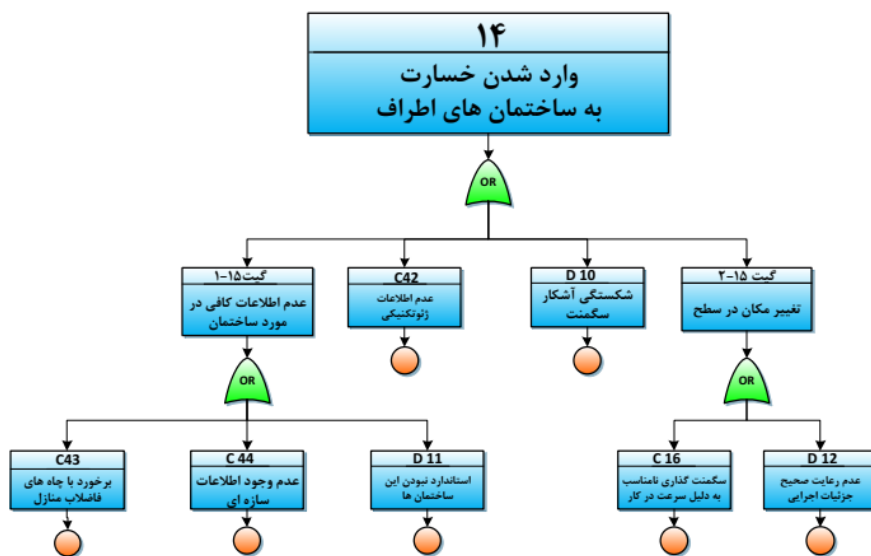 ۱۴
وارد شدن خسارت
به ساختمان های اطراف
OR
گیت۱۵-۱
عدم اطلاعات کافی در
مورد ساختمان
C42
عدم اطلاعات
ژئوتکنیکی
D 10
شکستگی آشکار
سگمنت
گیت ۱۵-۲
تغییر مکان در سطح
OR
OR
C43
برخورد با چاه های
فاضلاب منازل
C 44
عدم وجود اطلاعات
سازه ای
D 11
استاندارد نبودن این
ساختمان ها
C 16
سگمنت گذاری نامناسب
به دلیل سرعت در کار
D 12
عدم رعایت صحیح
جزئیات اجرایی